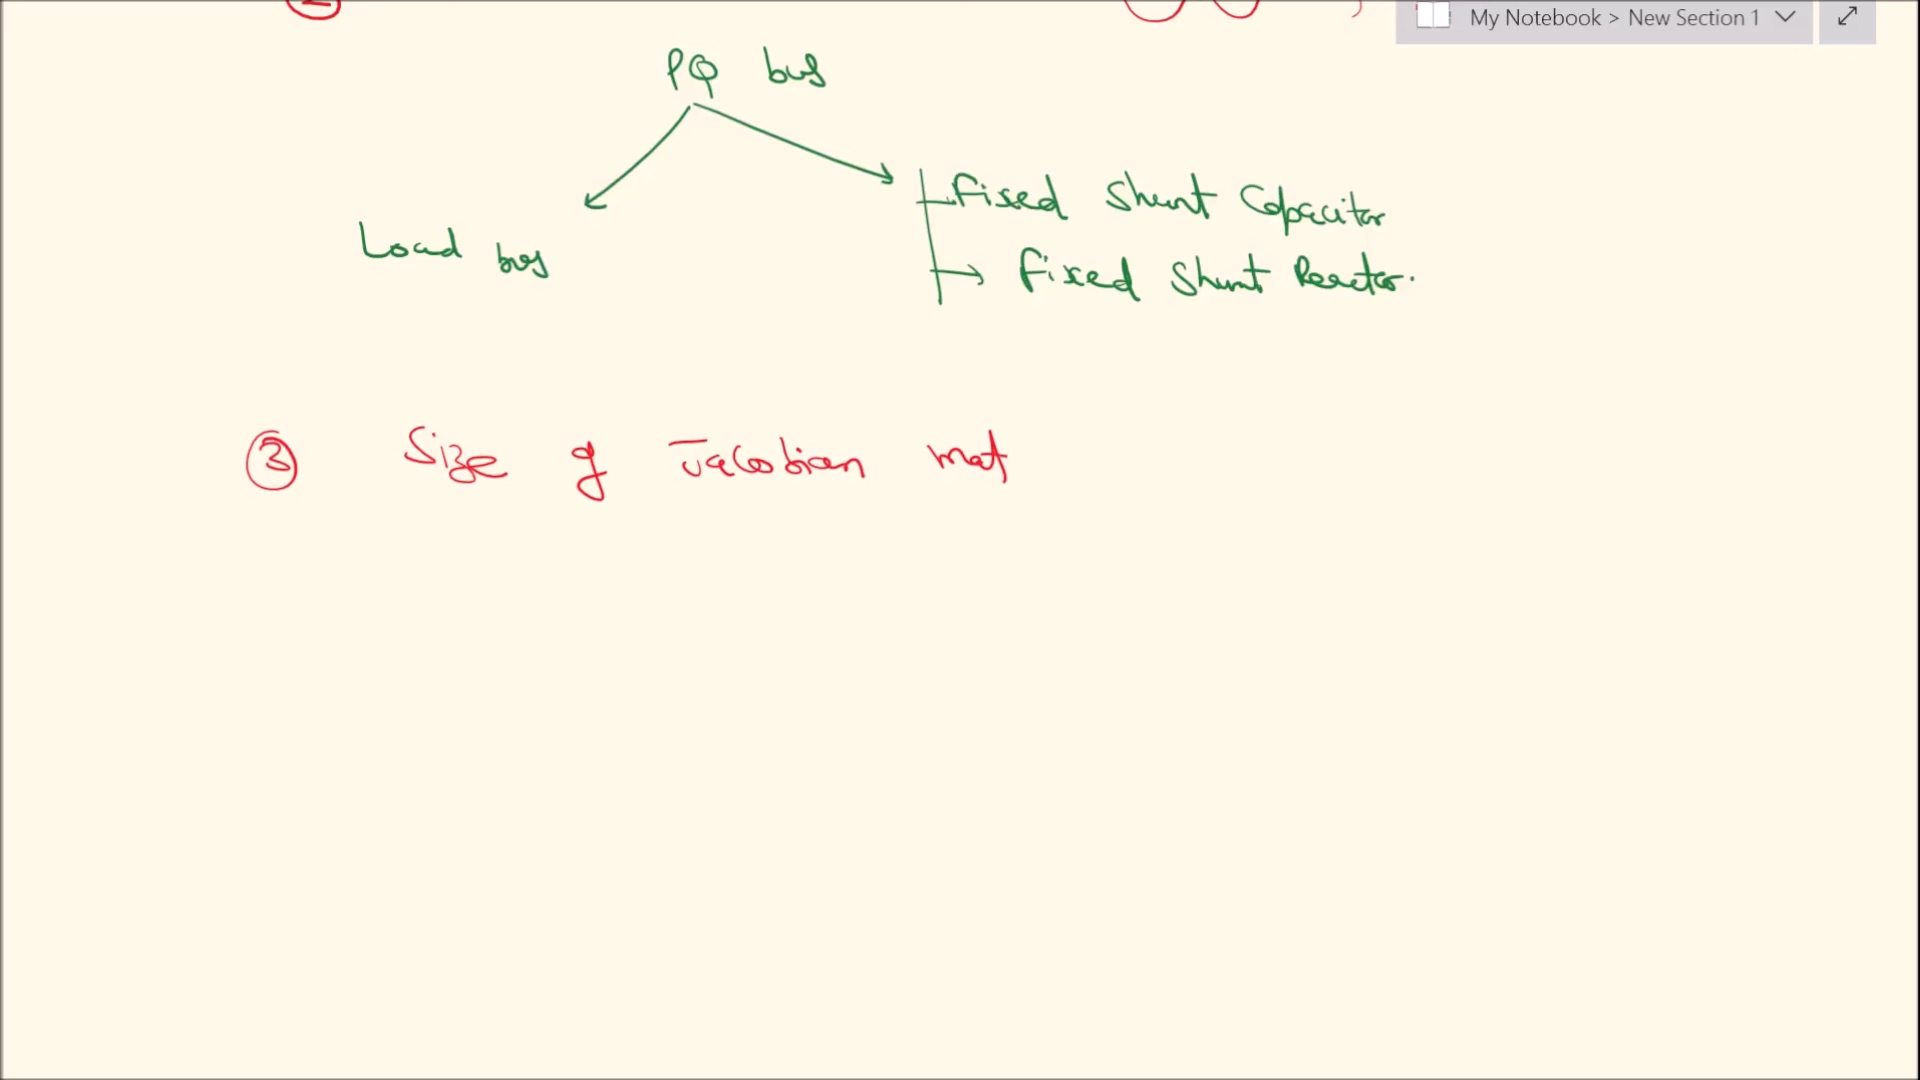 My Notebook > New Section 1
PQ bus
Fixed Shunt Capacitor
Load bus
Fixed Shunt Reactor.
3 Size of Jacobian mat